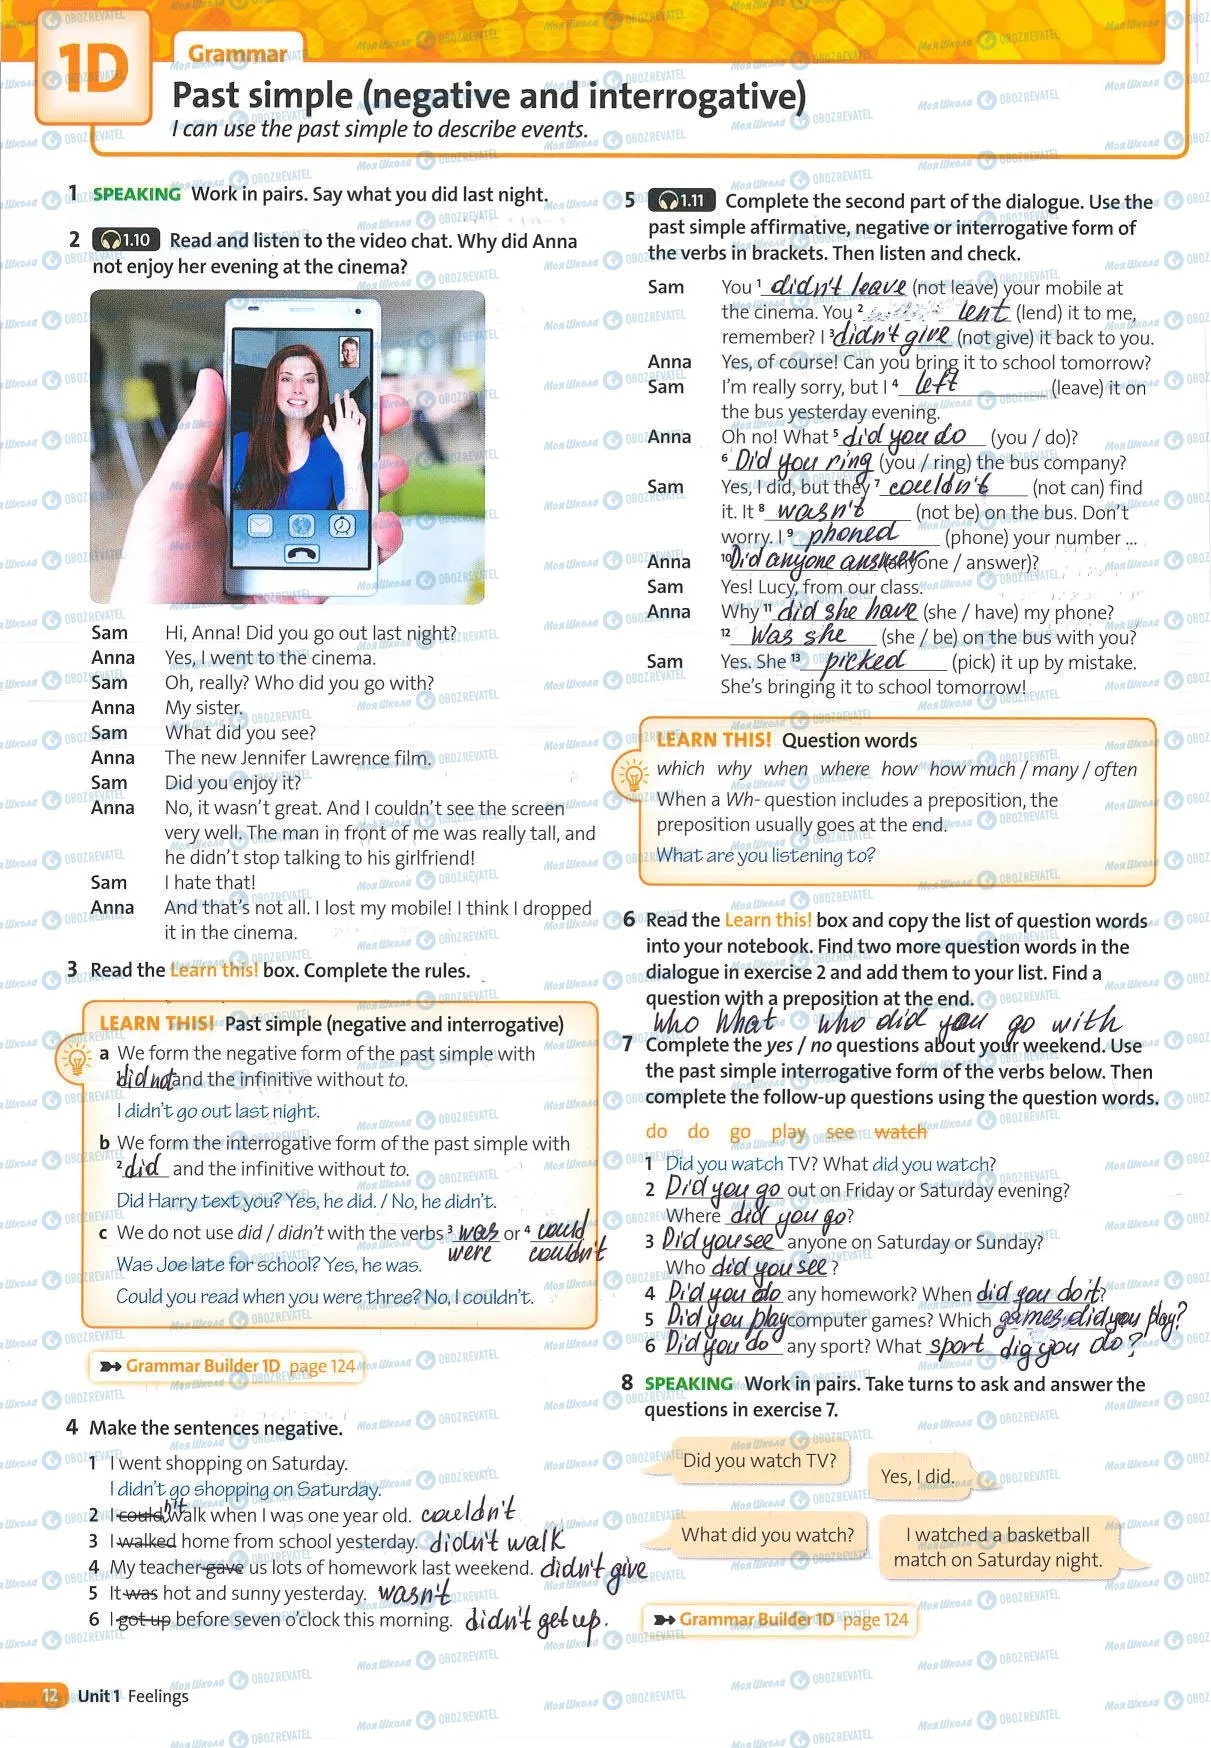 1D
Grammar
Past simple (negative and interrogative)
I can use the past simple to describe events.
1 SPEAKING Work in pairs. Say what you did last night.
2 1.10 Read and listen to the video chat. Why did Anna
not enjoy her evening at the cinema?
Sam Hi, Anna! Did you go out last night?
Anna Yes, I went to the cinema.
Sam Oh, really? Who did you go with?
Anna My sister.
Sam What did you see?
Anna The new Jennifer Lawrence film.
Sam Did you enjoy it?
Anna No, it wasn't great. And I couldn't see the screen
very well. The man in front of me was really tall, and
he didn't stop talking to his girlfriend!
Sam I hate that!
Anna And that's not all. I lost my mobile! I think I dropped
it in the cinema.
3 Read the Learn this! box. Complete the rules.
LEARN THIS! Past simple (negative and interrogative)
a We form the negative form of the past simple with
did not and the infinitive without to.
I didn't go out last night.
b We form the interrogative form of the past simple with
2 did and the infinitive without to.
Did Harry text you? Yes, he did. / No, he didn't.
c We do not use did / didn't with the verbs 3 was or 4 could
were couldn't
Was Joe late for school? Yes, he was.
Could you read when you were three? No, I couldn't.
Grammar Builder 1D page 124
4 Make the sentences negative.
1 I went shopping on Saturday.
I didn't go shopping on Saturday.
2 I could n't walk when I was one year old. couldn't
3 I walked home from school yesterday. didn't walk
4 My teacher gave us lots of homework last weekend. didn't give
5 It was hot and sunny yesterday. wasn't
6 I got up before seven o'clock this morning. didn't get up.
5 1.11 Complete the second part of the dialogue. Use the
past simple affirmative, negative or interrogative form of
the verbs in brackets. Then listen and check.
Sam You 1 didn't leave (not leave) your mobile at
the cinema. You 2 lent (lend) it to me,
remember? I 3 didn't give (not give) it back to you.
Anna Yes, of course! Can you bring it to school tomorrow?
Sam I'm really sorry, but I 4 left (leave) it on
the bus yesterday evening.
Anna Oh no! What 5 did you do (you / do)?
6 Did you ring (you / ring) the bus company?
Sam Yes, I did, but they 7 couldn't (not can) find
it. It 8 wasn't (not be) on the bus. Don't
worry. I 9 phoned (phone) your number ...
Anna 10 Did anyone answer (anyone / answer)?
Sam Yes! Lucy, from our class.
Anna Why 11 did she have (she / have) my phone?
12 Was she (she / be) on the bus with you?
Sam Yes. She 13 picked (pick) it up by mistake.
She's bringing it to school tomorrow!
LEARN THIS! Question words
which why when where how how much / many / often
When a Wh- question includes a preposition, the
preposition usually goes at the end.
What are you listening to?
6 Read the Learn this! box and copy the list of question words
into your notebook. Find two more question words in the
dialogue in exercise 2 and add them to your list. Find a
question with a preposition at the end.
Who What who did you go with
7 Complete the yes / no questions about your weekend. Use
the past simple interrogative form of the verbs below. Then
complete the follow-up questions using the question words.
do do go play see watch
1 Did you watch TV? What did you watch?
2 Did you go out on Friday or Saturday evening?
Where did you go?
3 Did you see anyone on Saturday or Sunday?
Who did you see?
4 Did you do any homework? When did you do it?
5 Did you play computer games? Which games did you play?
6 Did you do any sport? What sport dig you do?
8 SPEAKING Work in pairs. Take turns to ask and answer the
questions in exercise 7.
Did you watch TV?
Yes, I did.
What did you watch?
I watched a basketball
match on Saturday night.
Grammar Builder 1D page 124
12 Unit 1 Feelings
Моя Школа OBOZREVATEL